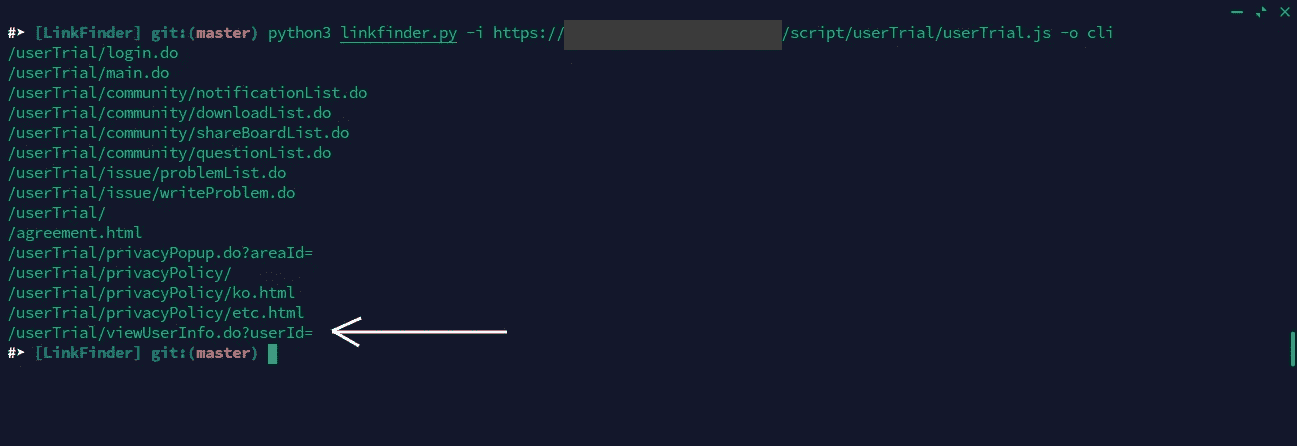 #➤ [LinkFinder] git:(master) python3 linkfinder.py -i https:// /script/userTrial/userTrial.js -o cli
/userTrial/login.do
/userTrial/main.do
/userTrial/community/notificationList.do
/userTrial/community/downloadList.do
/userTrial/community/shareBoardList.do
/userTrial/community/questionList.do
/userTrial/issue/problemList.do
/userTrial/issue/writeProblem.do
/userTrial/
/agreement.html
/userTrial/privacyPopup.do?areaId=
/userTrial/privacyPolicy/
/userTrial/privacyPolicy/ko.html
/userTrial/privacyPolicy/etc.html
/userTrial/viewUserInfo.do?userId=
#➤ [LinkFinder] git:(master)